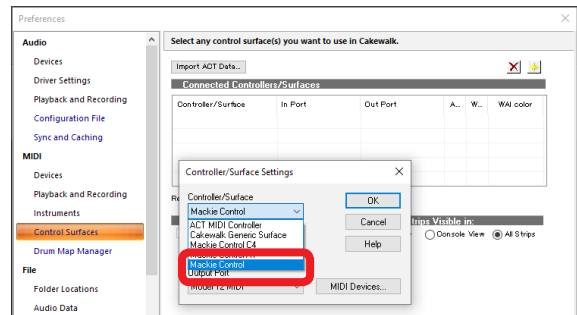 Preferences
Audio
Devices
Driver Settings
Playback and Recording
Configuration File
Sync and Caching
MIDI
Devices
Playback and Recording
Instruments
Control Surfaces
Drum Map Manager
File
Folder Locations
Audio Data
Select any control surface(s) you want to use in Cakewalk.
Import ACT Data...
Connected Controllers/Surfaces
Controller/Surface In Port Out Port A... W... WAI color
Controller/Surface Settings
Controller/Surface
Mackie Control
ACT MIDI Controller
Cakewalk Generic Surface
Mackie Control C4
Mackie Control
Output Port
Model 12 MIDI
OK
Cancel
Help
MIDI Devices...
Strips Visible in:
Console View All Strips